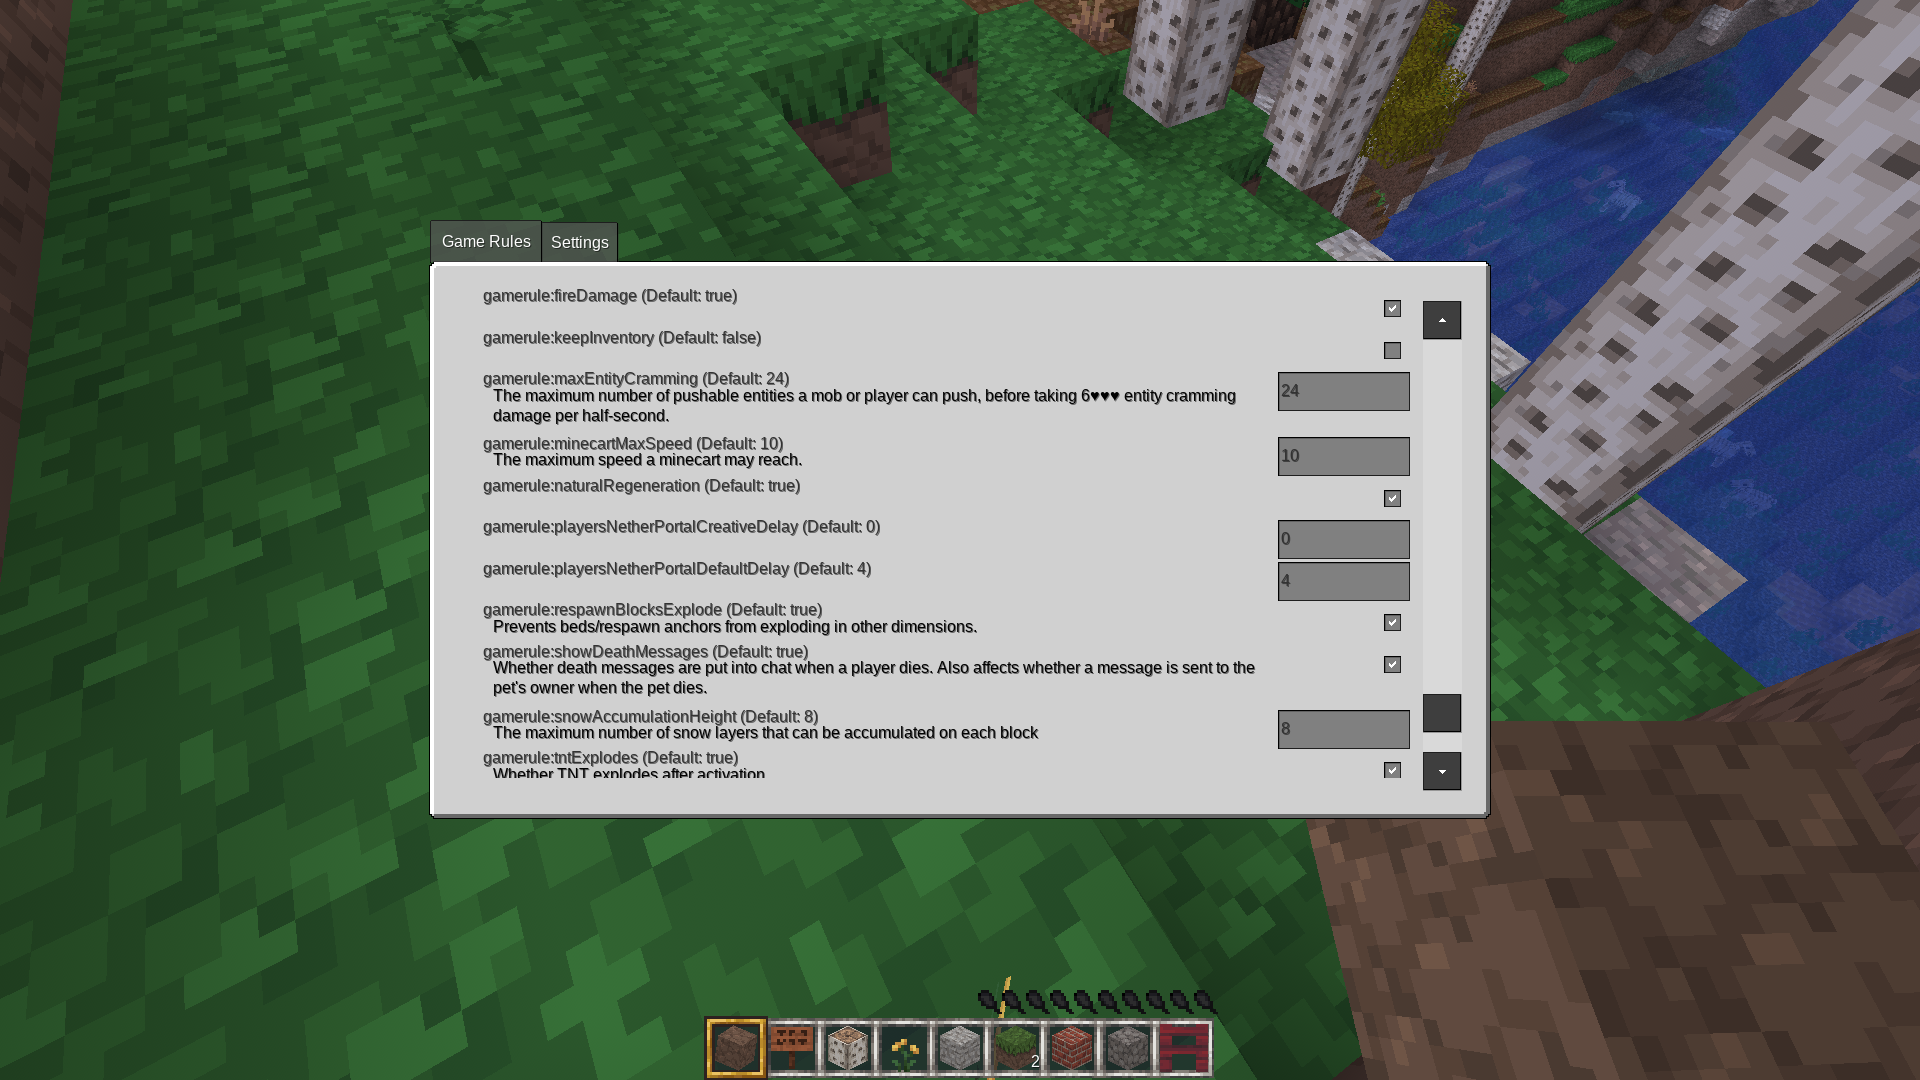 Game Rules
Settings
gamerule:fireDamage (Default: true)
gamerule:keepInventory (Default: false)
gamerule:maxEntityCramming (Default: 24)
The maximum number of pushable entities a mob or player can push, before taking 6♥♥♥ entity cramming
damage per half-second.
24
gamerule:minecartMaxSpeed (Default: 10)
The maximum speed a minecart may reach.
10
gamerule:naturalRegeneration (Default: true)
gamerule:playersNetherPortalCreativeDelay (Default: 0)
0
gamerule:playersNetherPortalDefaultDelay (Default: 4)
4
gamerule:respawnBlocksExplode (Default: true)
Prevents beds/respawn anchors from exploding in other dimensions.
gamerule:showDeathMessages (Default: true)
Whether death messages are put into chat when a player dies. Also affects whether a message is sent to the
pet's owner when the pet dies.
gamerule:snowAccumulationHeight (Default: 8)
The maximum number of snow layers that can be accumulated on each block
8
gamerule:tntExplodes (Default: true)
Whether TNT explodes after activation
2